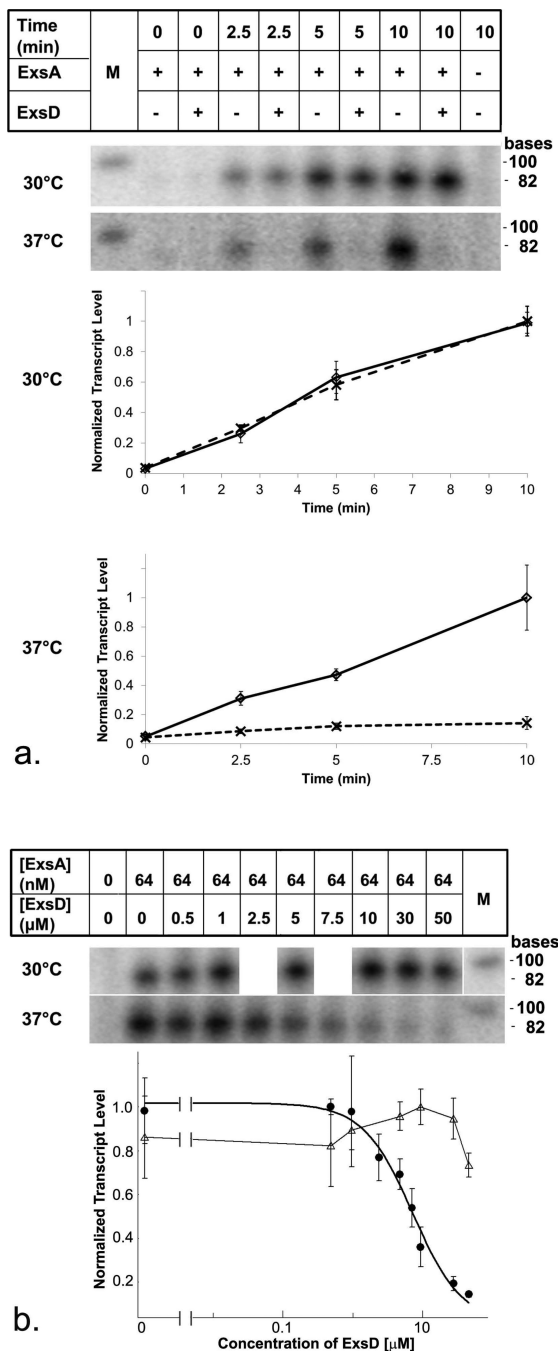 Time (min) M 0 0 2.5 2.5 5 5 10 10 10
ExsA + + + + + + + + -
ExsD - + - + - + - + -
bases
30°C -100
- 82
37°C -100
- 82
30°C
Normalized Transcript Level
1
0.8
0.6
0.4
0.2
0
0 1 2 3 4 5 6 7 8 9 10
Time (min)
37°C
Normalized Transcript Level
1
0.8
0.6
0.4
0.2
0
0 2.5 5 7.5 10
Time (min)
a.
[ExsA] (nM) 0 64 64 64 64 64 64 64 64 64 M
[ExsD] (µM) 0 0 0.5 1 2.5 5 7.5 10 30 50
bases
30°C -100
- 82
37°C -100
- 82
Normalized Transcript Level
1.0
0.8
0.6
0.4
0.2
0 0.1 10
Concentration of ExsD [µM]
b.